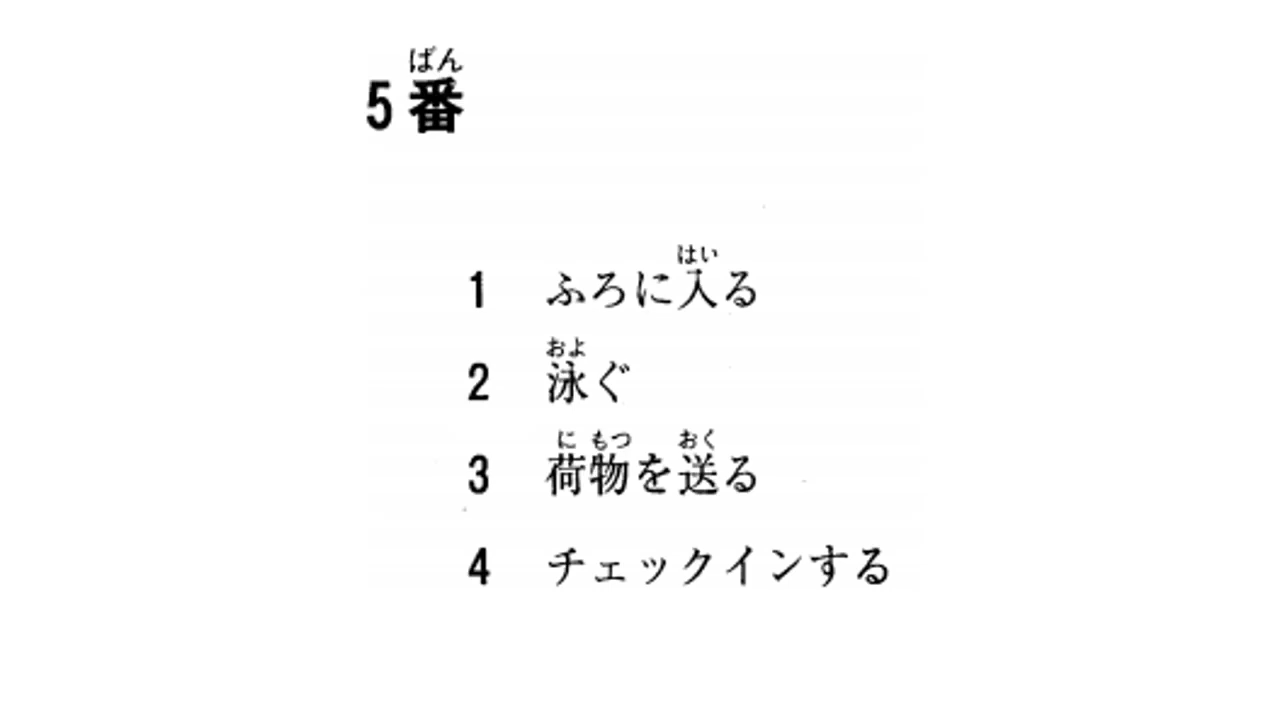 5番
1 ふろに入る
2 泳ぐ
3 荷物を送る
4 チェックインする